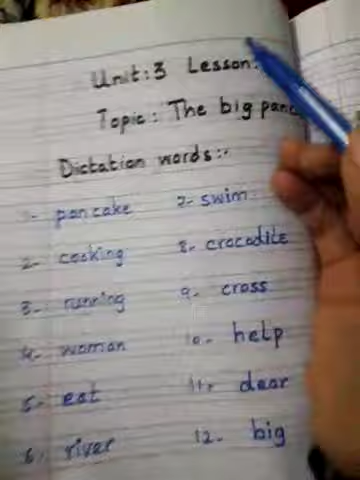 Unit: 3 Lesson:
Topic: The big panc
Dictation words:-
1- pancake
2- cooking
3- running
4- woman
5- eat
6. river
7- swim
8- crocodile
9- cross
10- help
11- dear
12- big